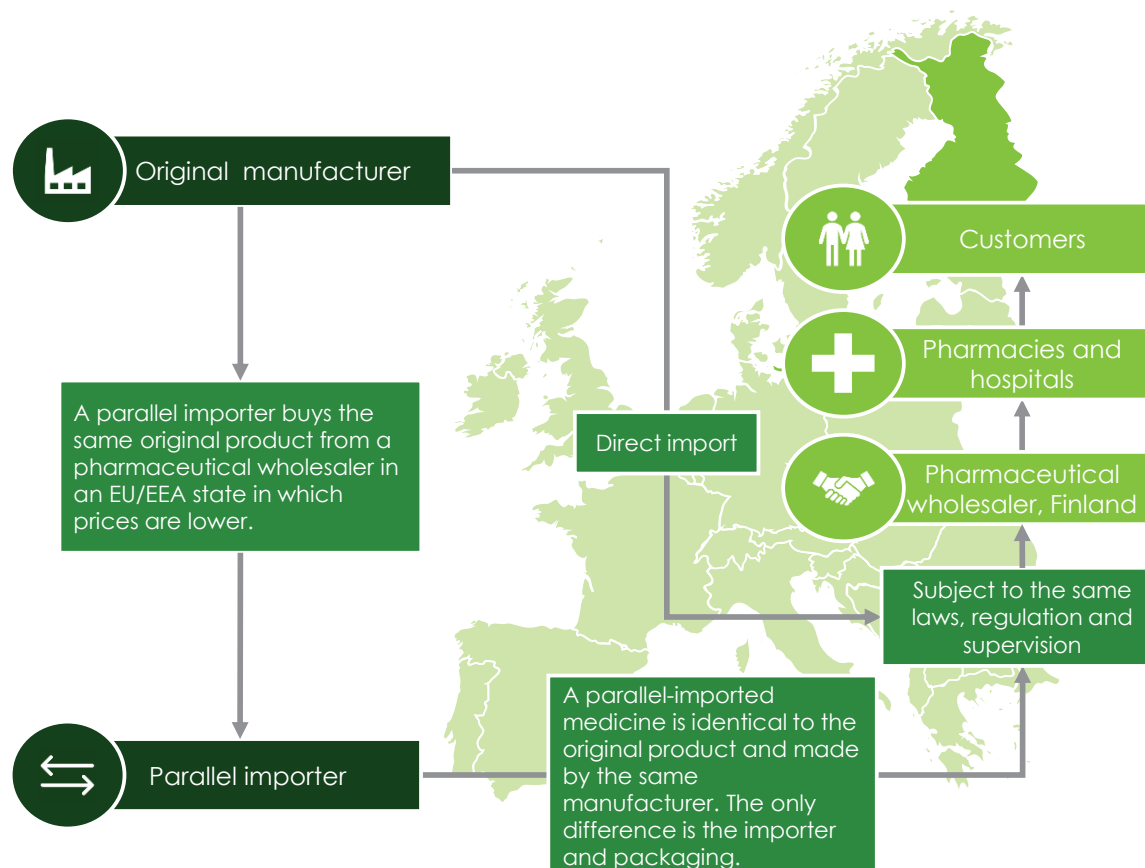 Original  manufacturer
Customers
Pharmacies and
hospitals
A parallel importer buys the
same original product from a
pharmaceutical wholesaler in
an EU/EEA state in which
prices are lower.
Direct import
Pharmaceutical
wholesaler, Finland
Subject to the same
laws, regulation and
supervision
A parallel-imported
medicine is identical to the
original product and made
by the same
manufacturer. The only
difference is the importer
and packaging.
Parallel importer